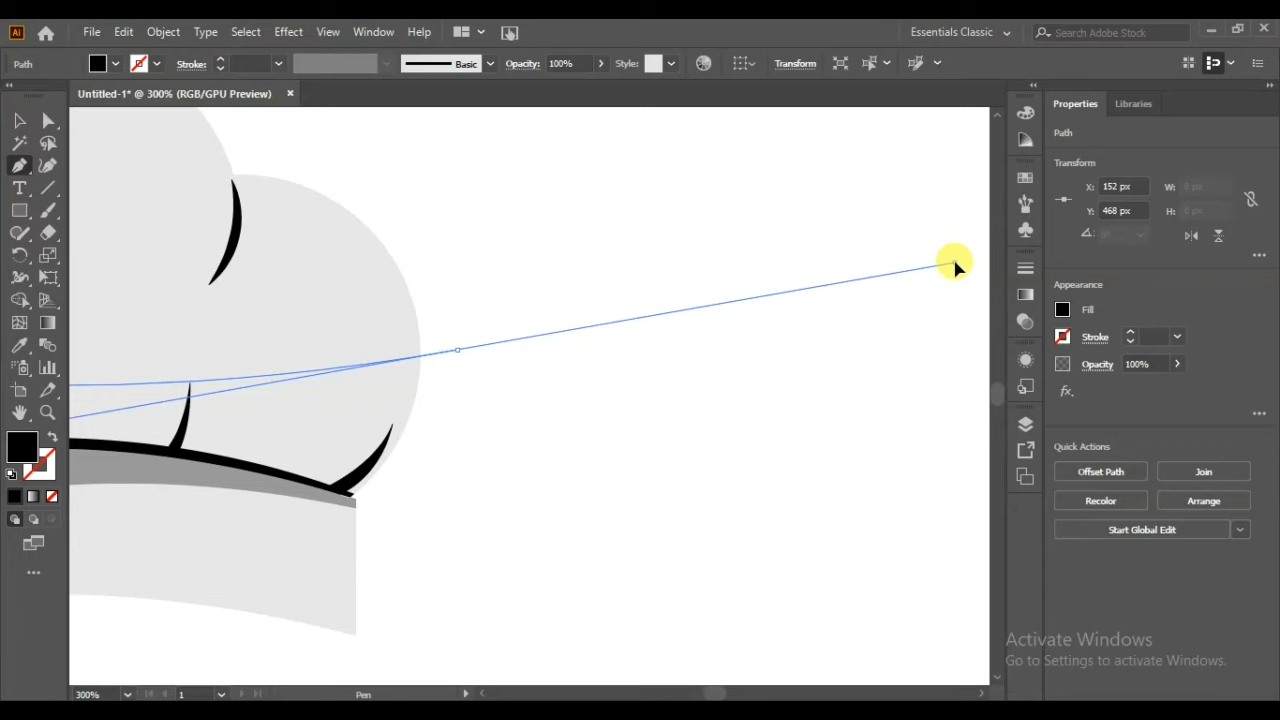 Ai File Edit Object Type Select Effect View Window Help Essentials Classic Search Adobe Stock
Path Stroke: Basic Opacity: 100% Style: Transform
Untitled-1* @ 300% (RGB/GPU Preview)
Properties Libraries
Path
Transform
X: 152 px W: 0 px
Y: 468 px H: 0 px
0°
Appearance
Fill
Stroke
Opacity 100%
fx.
Quick Actions
Offset Path Join
Recolor Arrange
Start Global Edit
Activate Windows
Go to Settings to activate Windows.
300% 1 Pen